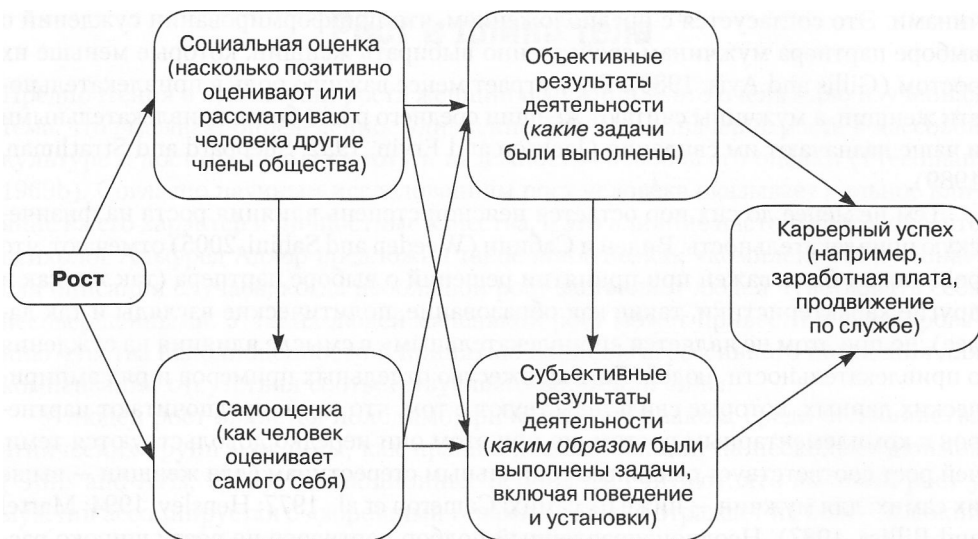 Социальная оценка
(насколько позитивно
оценивают или
рассматривают
человека другие
члены общества)
Объективные
результаты
деятельности
(какие задачи
были выполнены)
Рост
Карьерный успех
(например,
заработная плата,
продвижение
по службе)
Самооценка
(как человек
оценивает
самого себя)
Субъективные
результаты
деятельности
(каким образом были
выполнены задачи,
включая поведение
и установки)